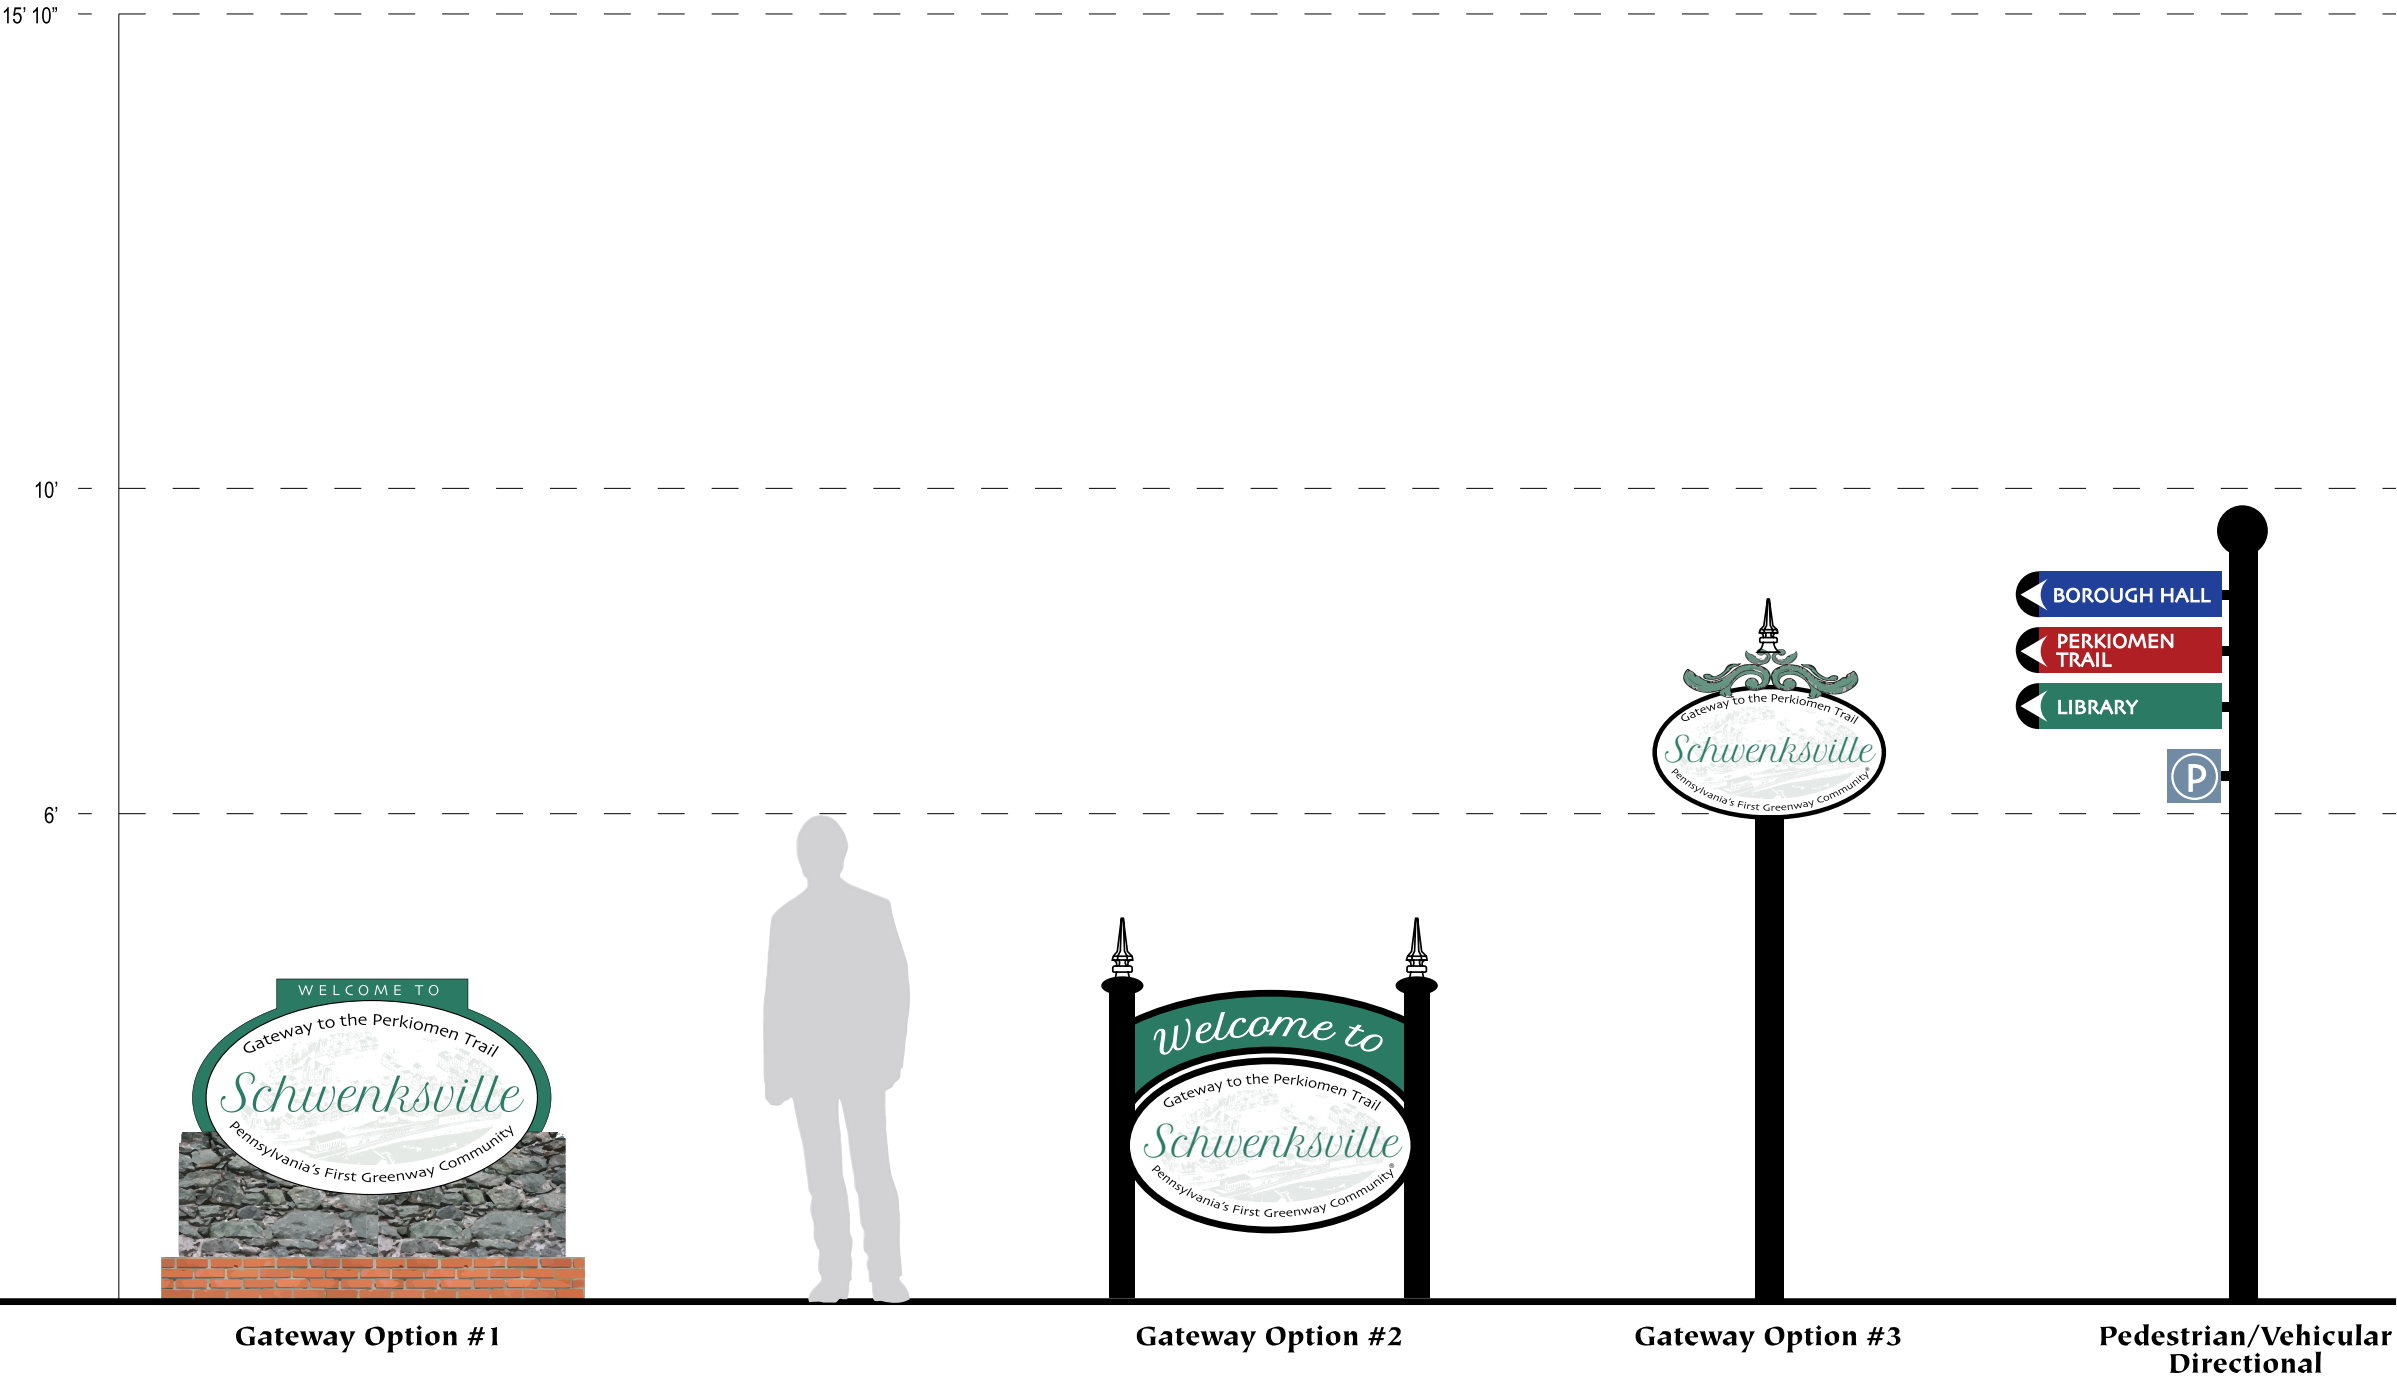 15’ 10”
10’
6’
WELCOME TO
Gateway to the Perkiomen Trail
Schwenksville
Pennsylvania’s First Greenway Community
Welcome to
Gateway to the Perkiomen Trail
Schwenksville
Pennsylvania’s First Greenway Community®
Gateway to the Perkiomen Trail
Schwenksville
Pennsylvania’s First Greenway Community®
BOROUGH HALL
PERKIOMEN
TRAIL
LIBRARY
P
Gateway Option #1
Gateway Option #2
Gateway Option #3
Pedestrian/Vehicular
Directional